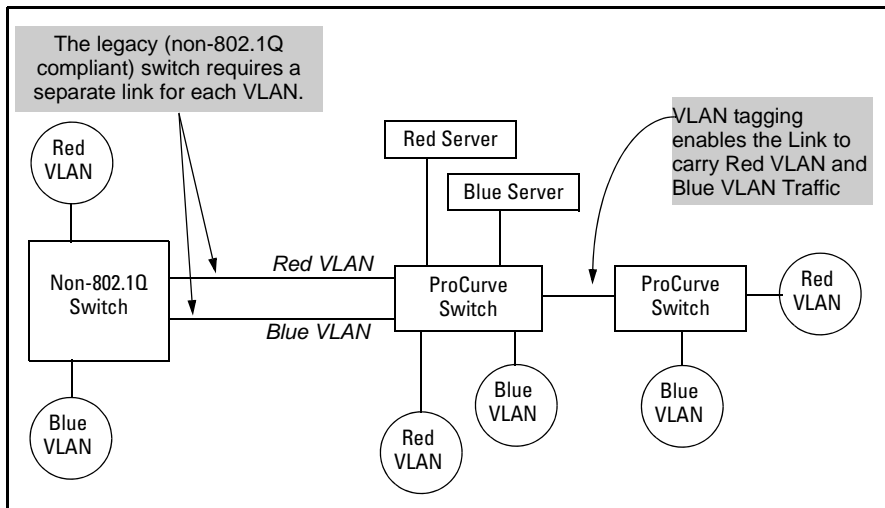 The legacy (non-802.1Q
compliant) switch requires a
separate link for each VLAN.
VLAN tagging
enables the Link to
carry Red VLAN and
Blue VLAN Traffic
Red Server
Blue Server
Red
VLAN
Non-802.1Q
Switch
Red VLAN
Blue VLAN
ProCurve
Switch
ProCurve
Switch
Red
VLAN
Blue
VLAN
Red
VLAN
Blue
VLAN
Blue
VLAN